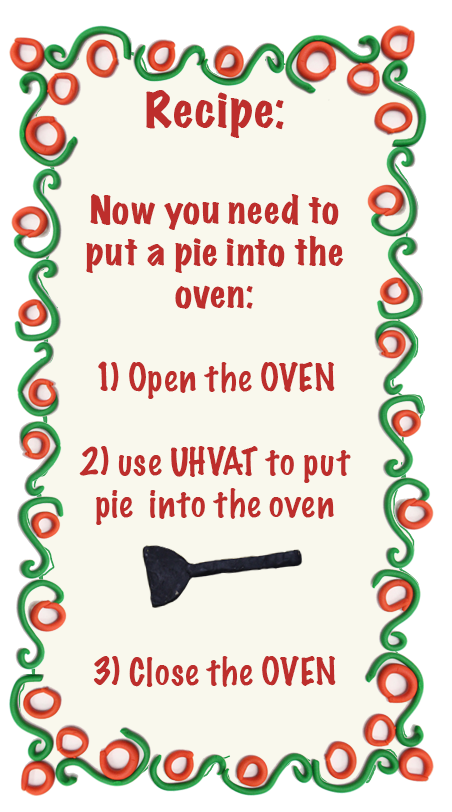 Recipe:
Now you need to
put a pie into the
oven:
1) Open the OVEN
2) use UHVAT to put
pie into the oven
3) Close the OVEN